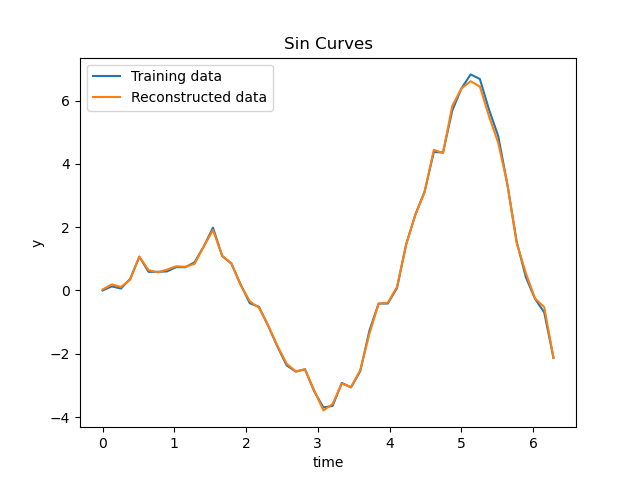 Sin Curves
Training data
Reconstructed data
6
4
2
0
−2
−4
y
0 1 2 3 4 5 6
time